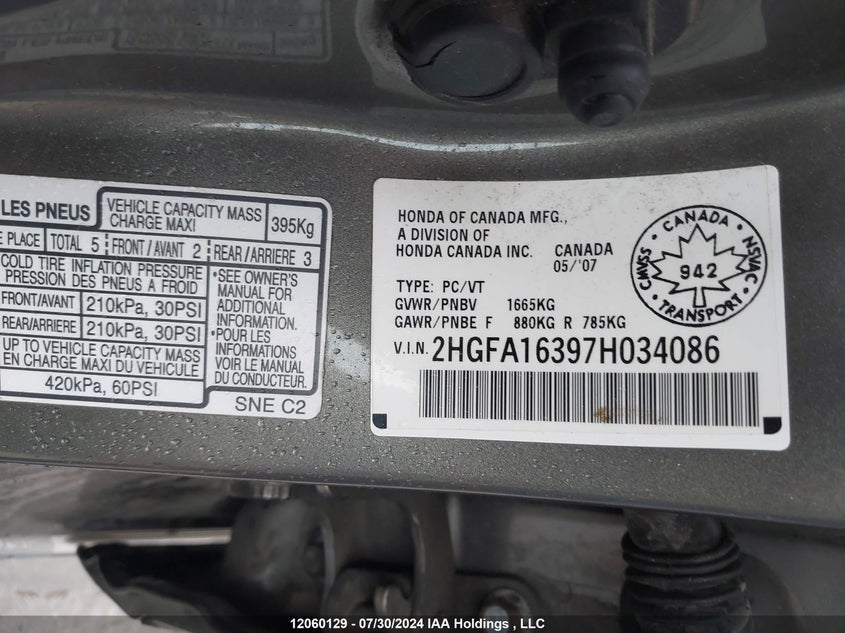 LES PNEUS
VEHICLE CAPACITY MASS
CHARGE MAXI
395Kg
E PLACE TOTAL 5 FRONT / AVANT 2 REAR / ARRIERE 3
COLD TIRE INFLATION PRESSURE
PRESSION DES PNEUS A FROID
FRONT/AVANT 210kPa, 30PSI
REAR/ARRIERE 210kPa, 30PSI
UP TO VEHICLE CAPACITY MASS
EN CHARGE MAXI DU VEHICULE
420kPa, 60PSI
•SEE OWNER'S
MANUAL FOR
ADDITIONAL
INFORMATION.
•POUR LES
INFORMATIONS
VOIR LE MANUEL
DU CONDUCTEUR.
SNE C2
HONDA OF CANADA MFG.,
A DIVISION OF
HONDA CANADA INC. CANADA
05/'07
TYPE: PC/VT
GVWR/PNBV 1665KG
GAWR/PNBE F 880KG R 785KG
V.I.N. 2HGFA16397H034086
CANADA
CMVSS
942
NSVAC
TRANSPORT
12060129 - 07/30/2024 IAA Holdings , LLC